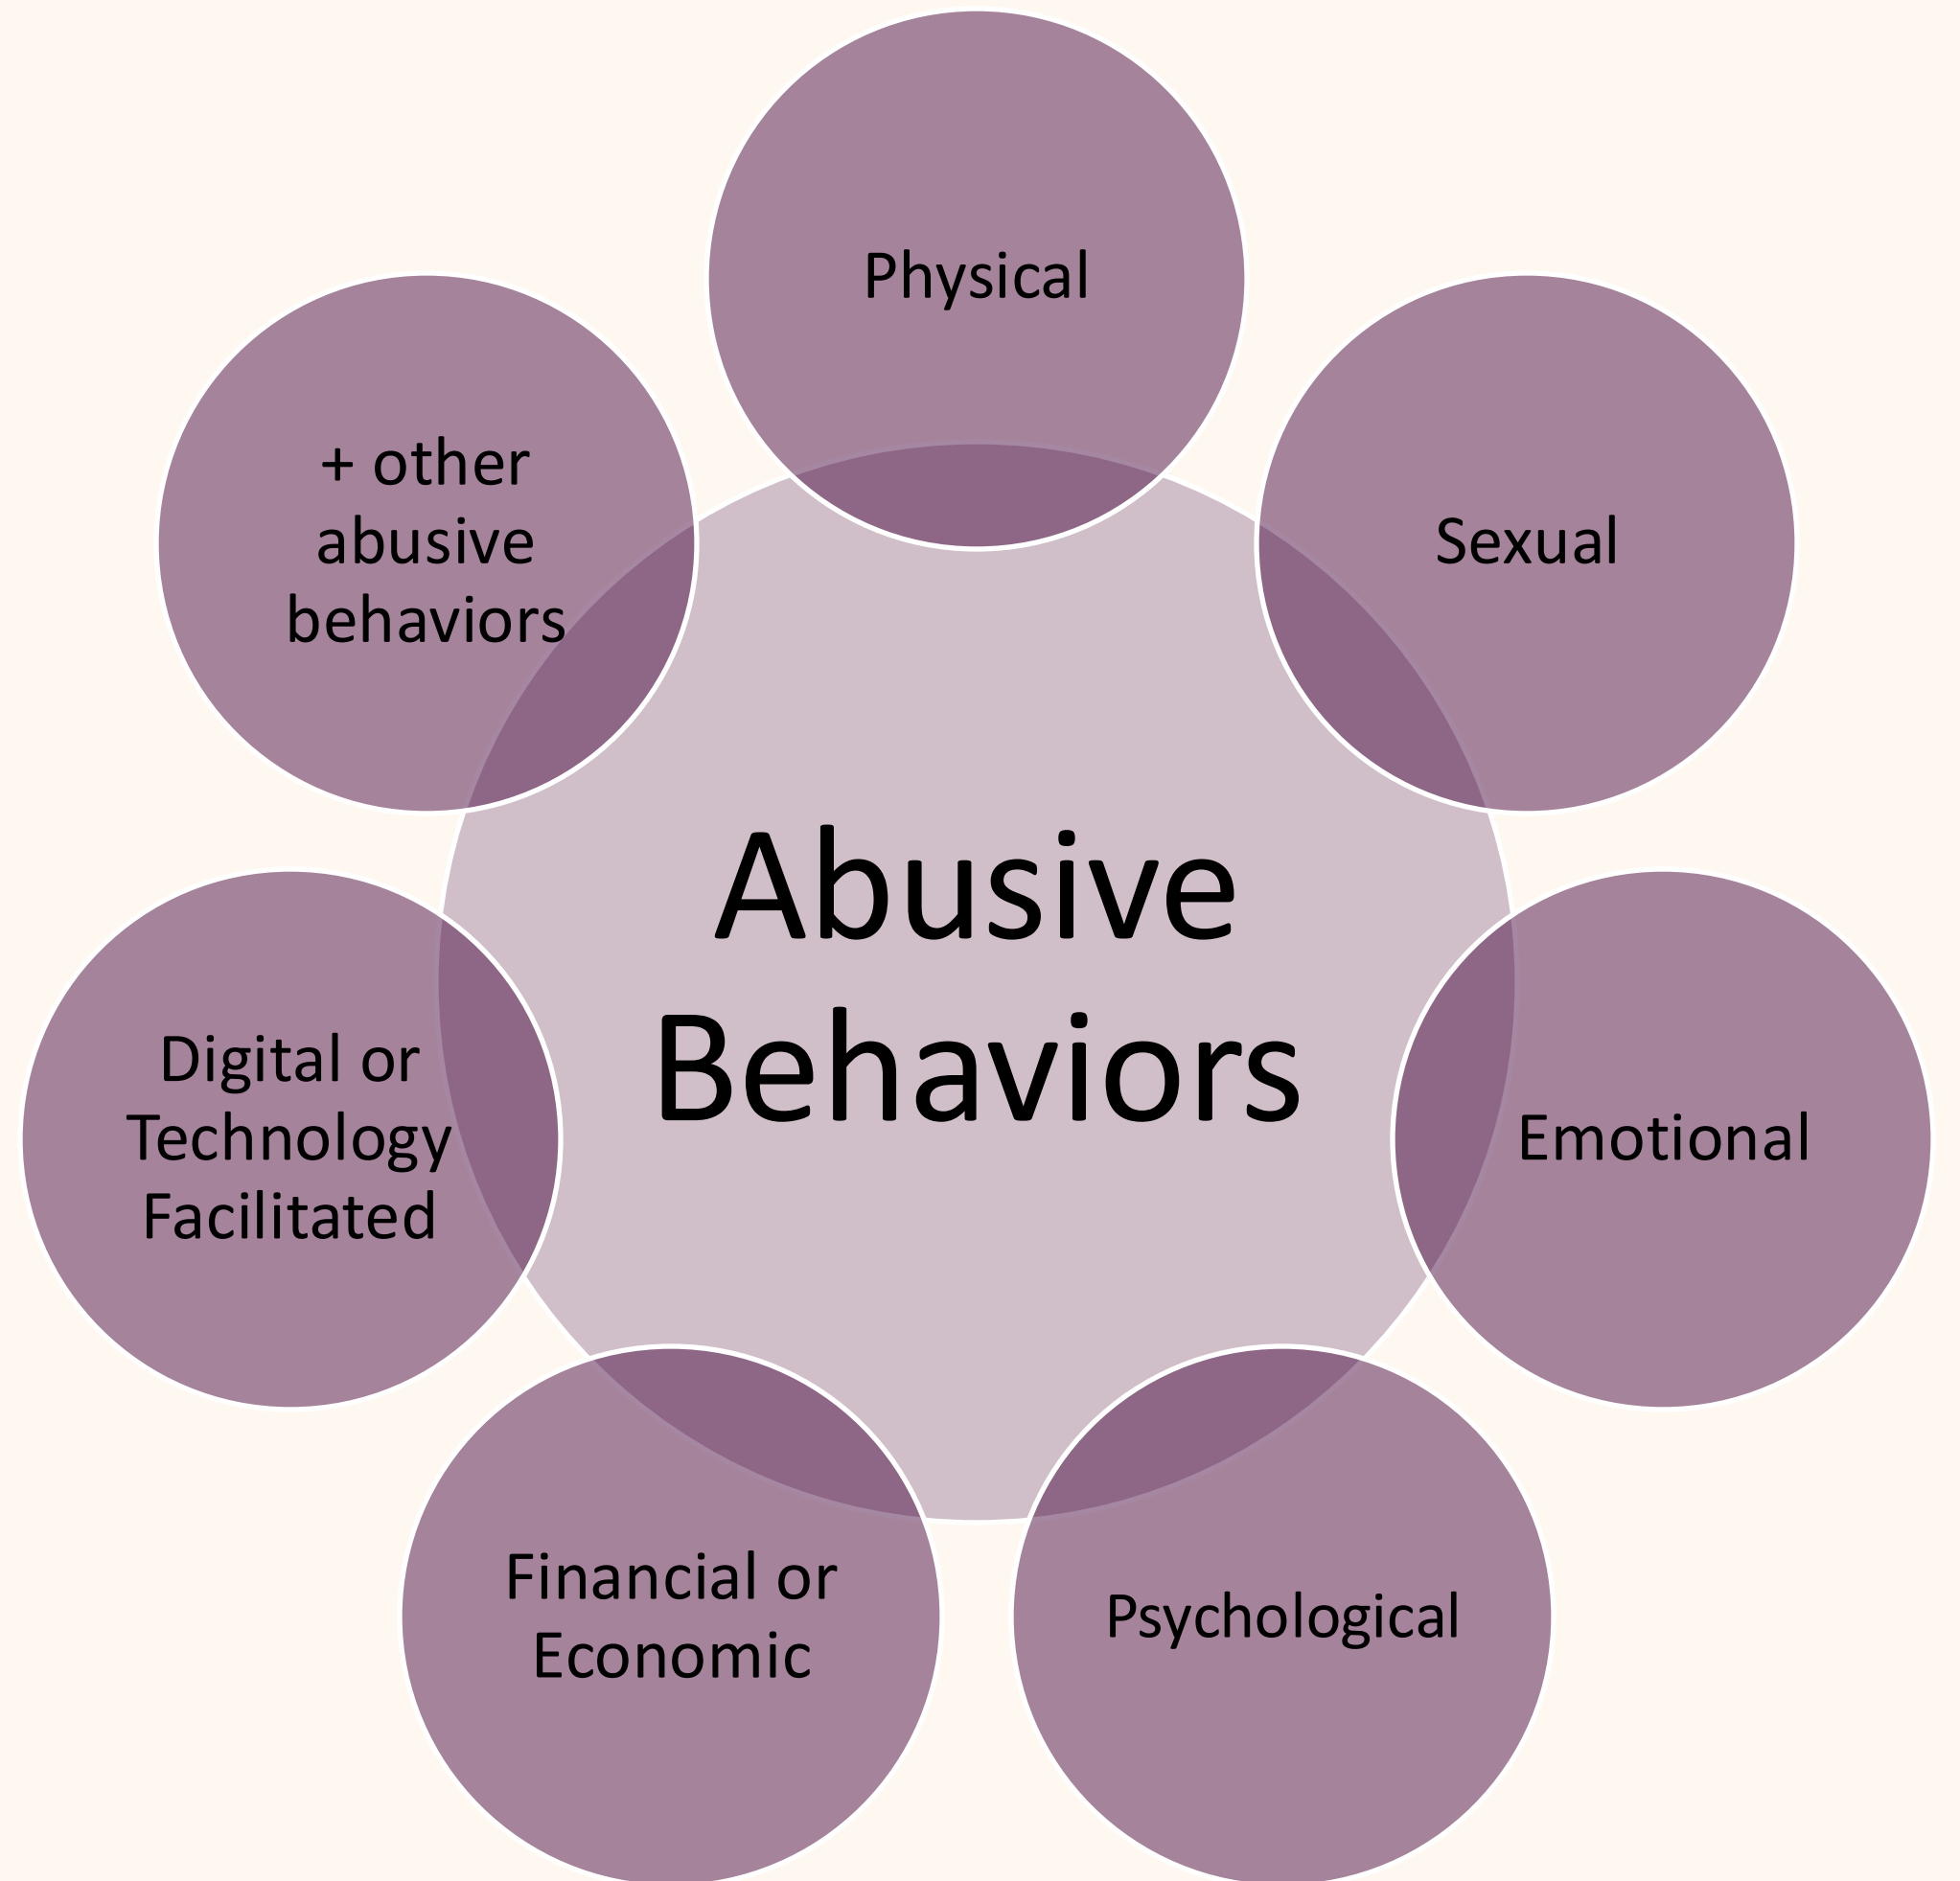 Physical
Sexual
Emotional
Psychological
Financial or
Economic
Digital or
Technology
Facilitated
+ other
abusive
behaviors
Abusive
Behaviors